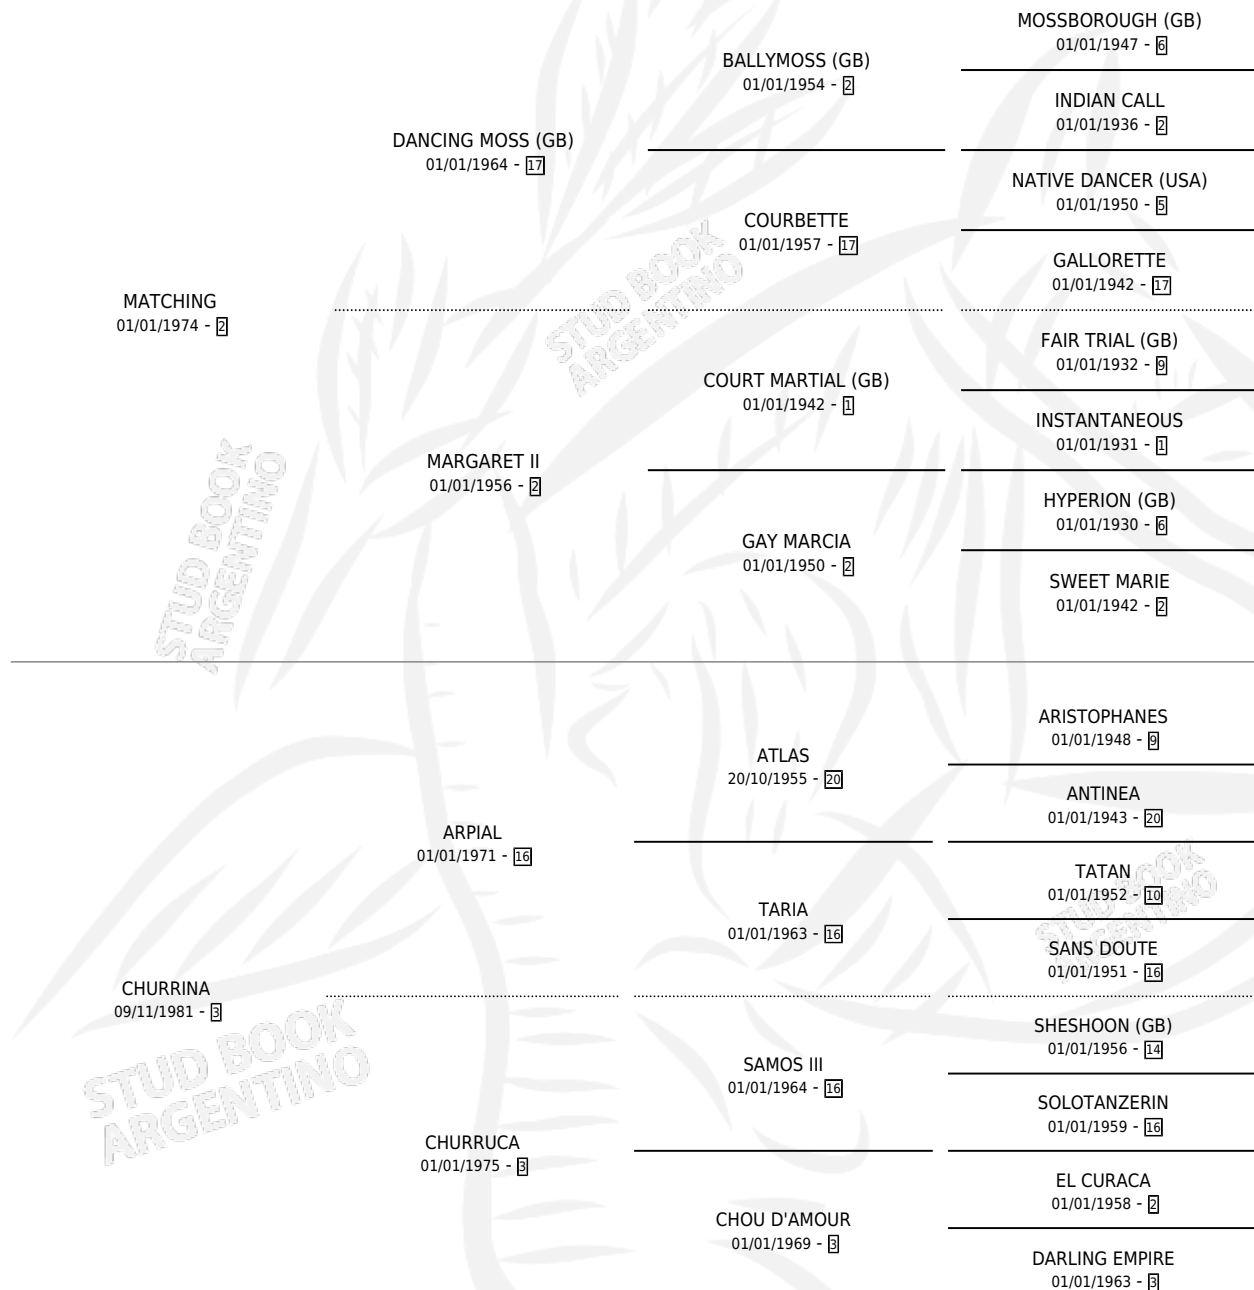 MOSSBOROUGH (GB)
01/01/1947 - 6
BALLYMOSS (GB)
01/01/1954 - 2
INDIAN CALL
01/01/1936 - 2
DANCING MOSS (GB)
01/01/1964 - 17
NATIVE DANCER (USA)
01/01/1950 - 5
COURBETTE
01/01/1957 - 17
GALLORETTE
01/01/1942 - 17
MATCHING
01/01/1974 - 2
FAIR TRIAL (GB)
01/01/1932 - 9
COURT MARTIAL (GB)
01/01/1942 - 1
INSTANTANEOUS
01/01/1931 - 1
MARGARET II
01/01/1956 - 2
HYPERION (GB)
01/01/1930 - 6
GAY MARCIA
01/01/1950 - 2
SWEET MARIE
01/01/1942 - 2
ARISTOPHANES
01/01/1948 - 9
ATLAS
20/10/1955 - 20
ANTINEA
01/01/1943 - 20
ARPIAL
01/01/1971 - 16
TATAN
01/01/1952 - 10
TARIA
01/01/1963 - 16
SANS DOUTE
01/01/1951 - 16
CHURRINA
09/11/1981 - 3
SHESHOON (GB)
01/01/1956 - 14
SAMOS III
01/01/1964 - 16
SOLOTANZERIN
01/01/1959 - 16
CHURRUCA
01/01/1975 - 3
EL CURACA
01/01/1958 - 2
CHOU D'AMOUR
01/01/1969 - 3
DARLING EMPIRE
01/01/1963 - 3
STUD BOOK
ARGENTINO
STUD BOOK
ARGENTINO
STUD BOOK
ARGENTINO
STUD BOOK
ARGENTINO